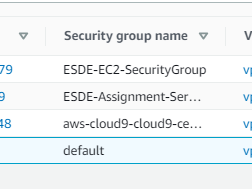 Security group name V
79 ESDE-EC2-SecurityGroup vp
9 ESDE-Assignment-Ser... vp
48 aws-cloud9-cloud9-ce... vp
default vp